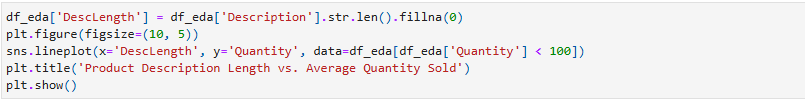 df_eda['DescLength'] = df_eda['Description'].str.len().fillna(0)
plt.figure(figsize=(10, 5))
sns.lineplot(x='DescLength', y='Quantity', data=df_eda[df_eda['Quantity'] < 100])
plt.title('Product Description Length vs. Average Quantity Sold')
plt.show()